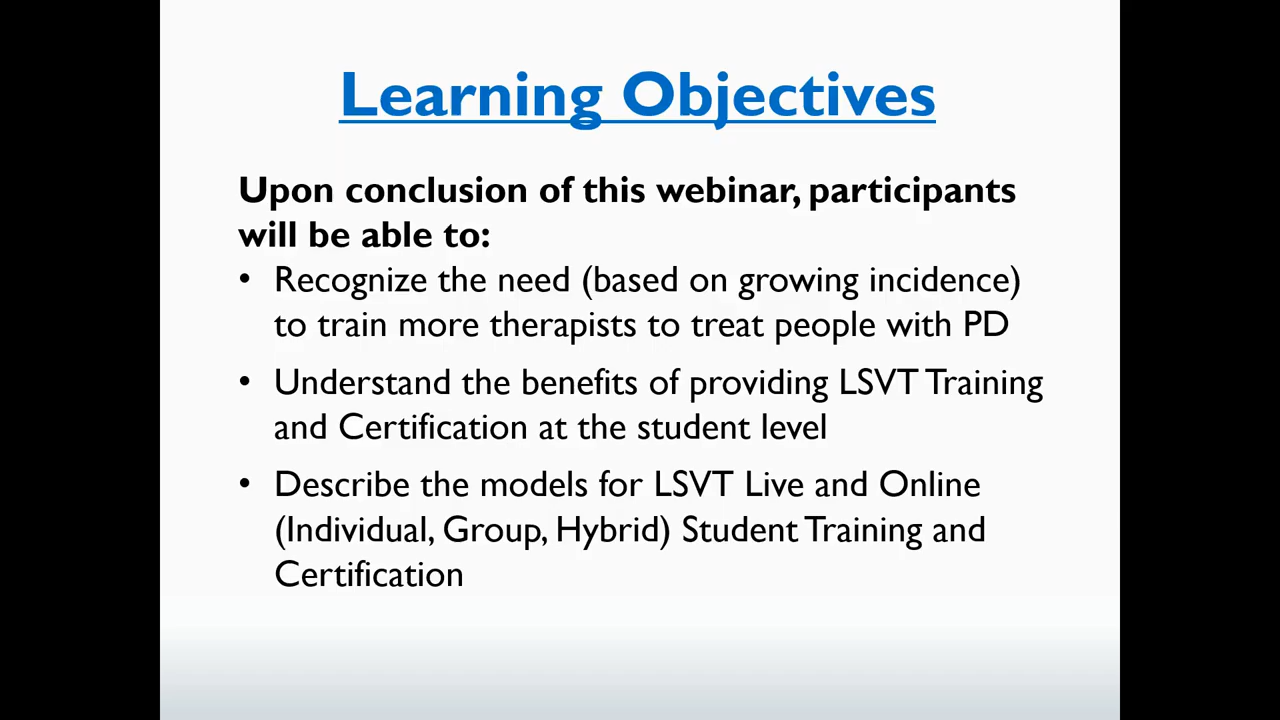 Learning Objectives
Upon conclusion of this webinar, participants
will be able to:
• Recognize the need (based on growing incidence)
to train more therapists to treat people with PD
• Understand the benefits of providing LSVT Training
and Certification at the student level
• Describe the models for LSVT Live and Online
(Individual, Group, Hybrid) Student Training and
Certification